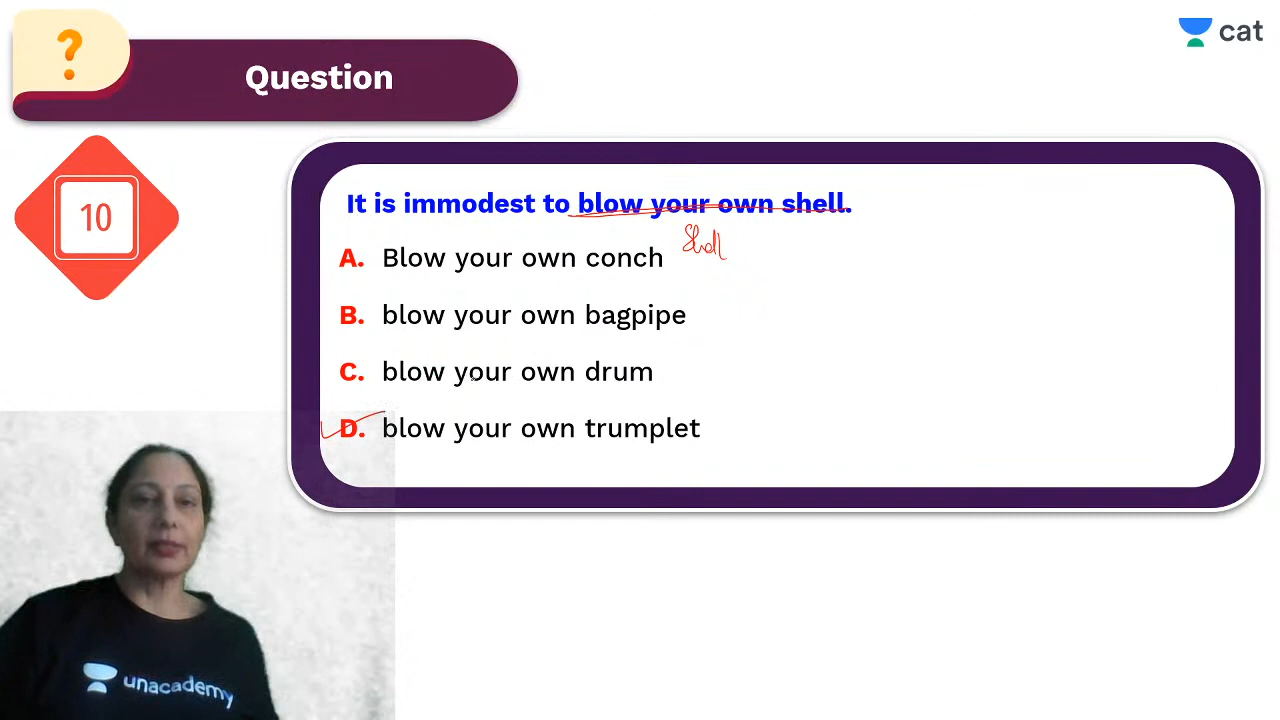 ?
cat
Question
10
It is immodest to blow your own shell.
Shell
A. Blow your own conch
B. blow your own bagpipe
C. blow your own drum
D. blow your own trumplet
unacademy